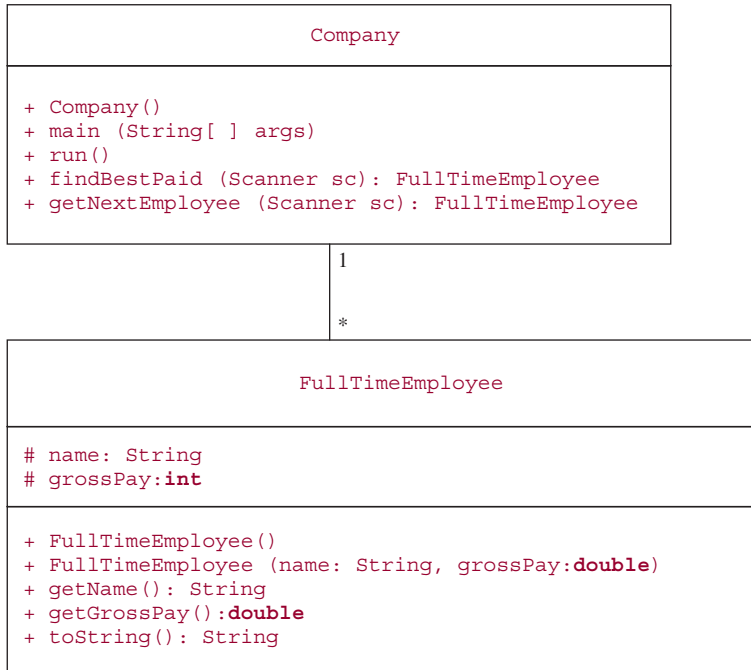 Company
+ Company()
+ main (String[ ] args)
+ run()
+ findBestPaid (Scanner sc): FullTimeEmployee
+ getNextEmployee (Scanner sc): FullTimeEmployee
1
*
FullTimeEmployee
# name: String
# grossPay:int
+ FullTimeEmployee()
+ FullTimeEmployee (name: String, grossPay:double)
+ getName(): String
+ getGrossPay():double
+ toString(): String